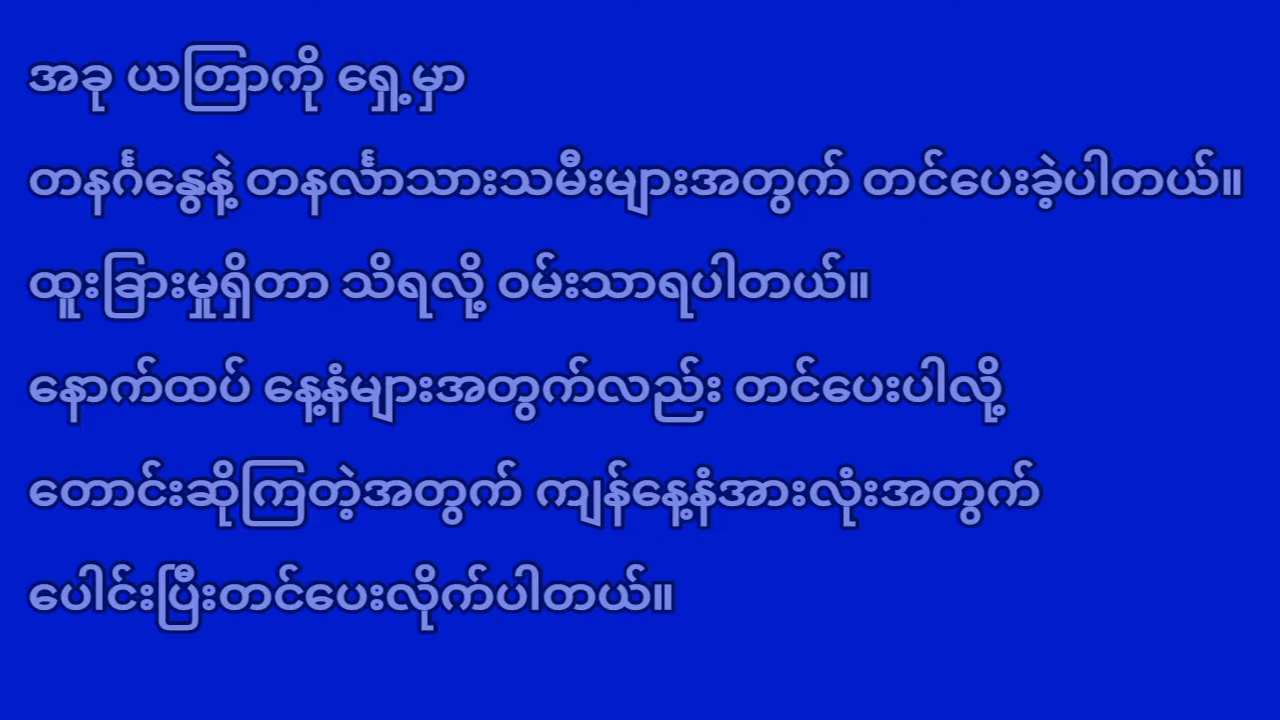 အခု ယတြာကို ရှေ့မှာ
တနင်္ဂနွေနဲ့ တနင်္လာသားသမီးများအတွက် တင်ပေးခဲ့ပါတယ်။
ထူးခြားမှုရှိတာ သိရလို့ ဝမ်းသာရပါတယ်။
နောက်ထပ် နေ့နံများအတွက်လည်း တင်ပေးပါလို့
တောင်းဆိုကြတဲ့အတွက် ကျန်နေ့နံအားလုံးအတွက်
ပေါင်းပြီးတင်ပေးလိုက်ပါတယ်။